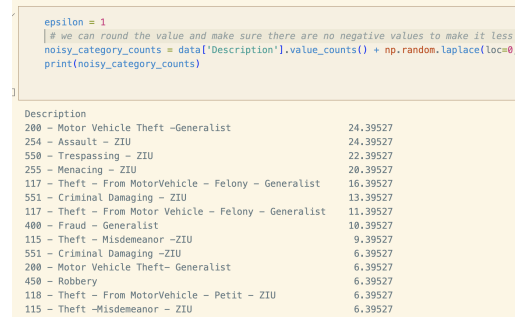 epsilon = 1
# we can round the value and make sure there are no negative values to make it less
noisy_category_counts = data['Description'].value_counts() + np.random.laplace(loc=0
print(noisy_category_counts)
Description
200 – Motor Vehicle Theft –Generalist 24.39527
254 – Assault – ZIU 24.39527
550 – Trespassing – ZIU 22.39527
255 – Menacing – ZIU 20.39527
117 – Theft – From MotorVehicle – Felony – Generalist 16.39527
551 – Criminal Damaging – ZIU 13.39527
117 – Theft – From Motor Vehicle – Felony – Generalist 11.39527
400 – Fraud – Generalist 10.39527
115 – Theft – Misdemeanor –ZIU 9.39527
551 – Criminal Damaging –ZIU 6.39527
200 – Motor Vehicle Theft– Generalist 6.39527
450 – Robbery 6.39527
118 – Theft – From MotorVehicle – Petit – ZIU 6.39527
115 – Theft –Misdemeanor – ZIU 6.39527